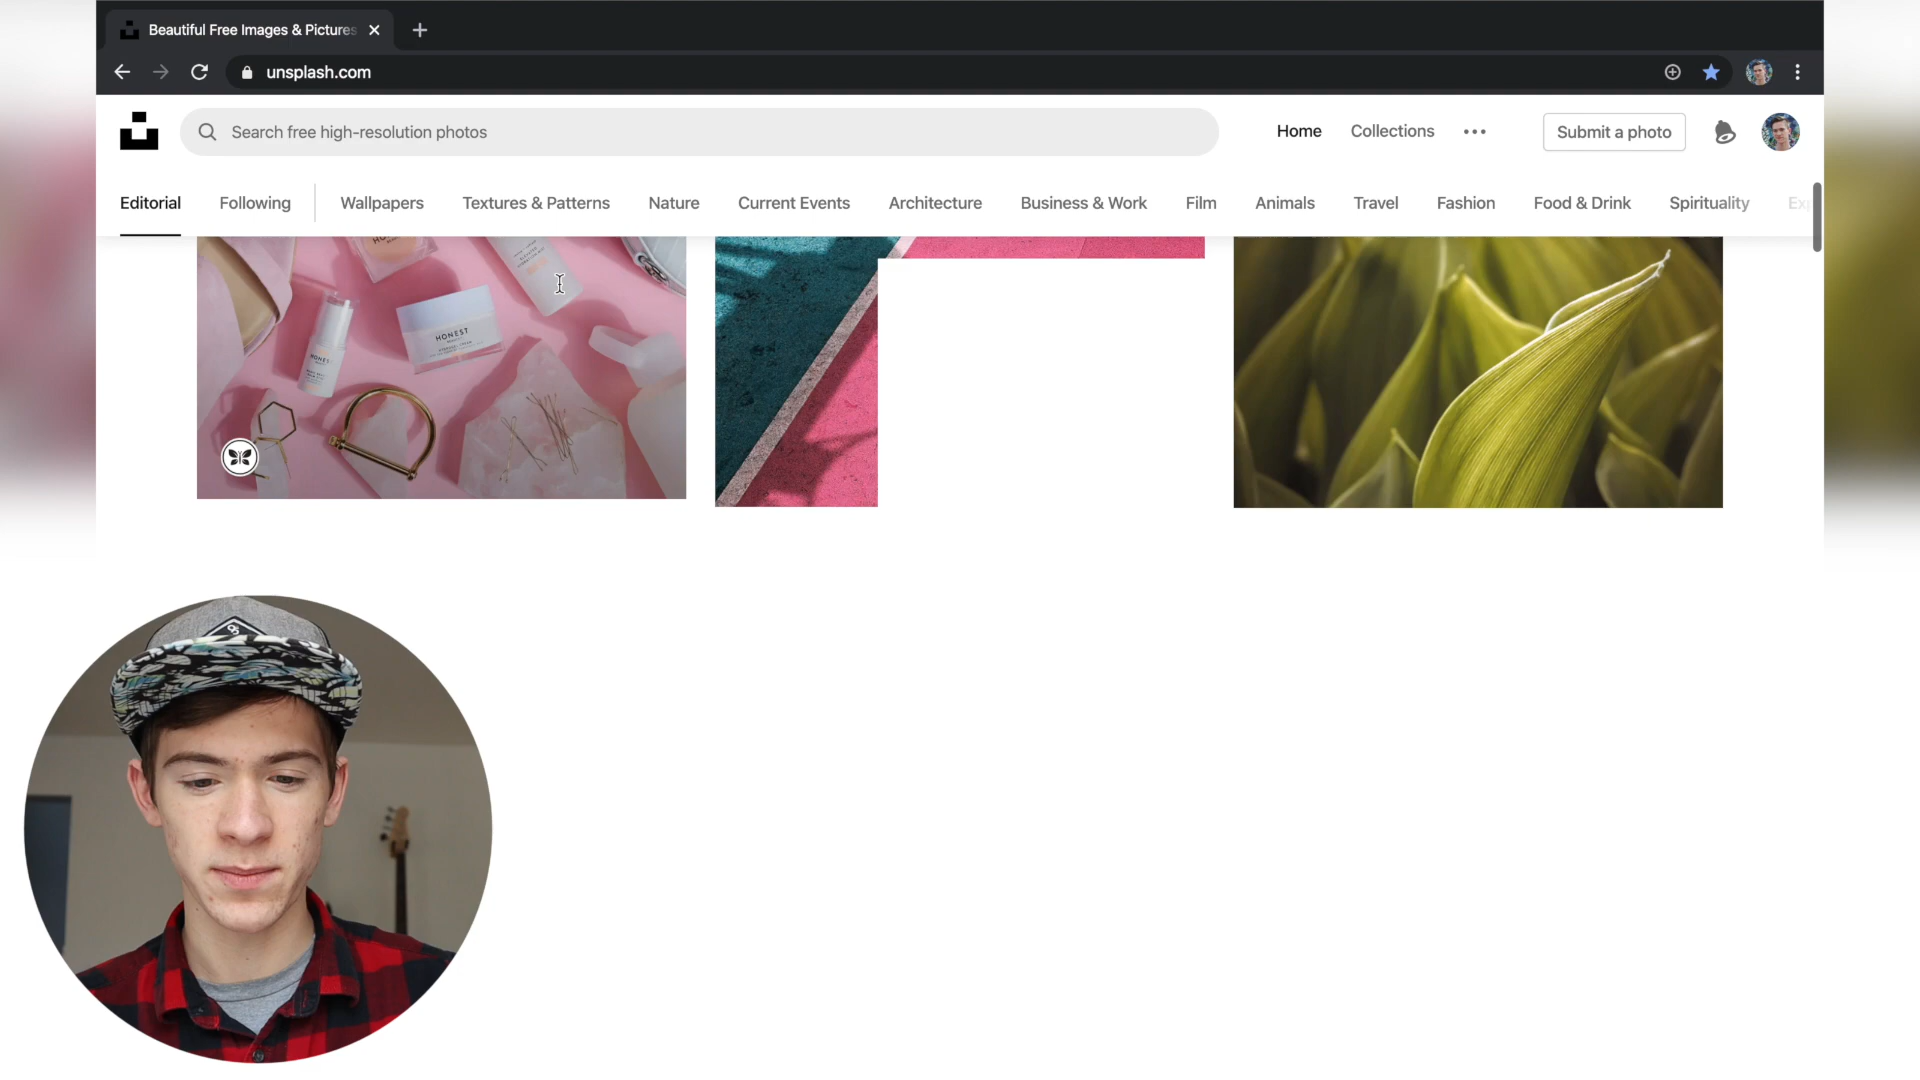 Beautiful Free Images & Pictures
unsplash.com
Search free high-resolution photos
Home
Collections
Submit a photo
Editorial
Following
Wallpapers
Textures & Patterns
Nature
Current Events
Architecture
Business & Work
Film
Animals
Travel
Fashion
Food & Drink
Spirituality
HONEST
HONEST